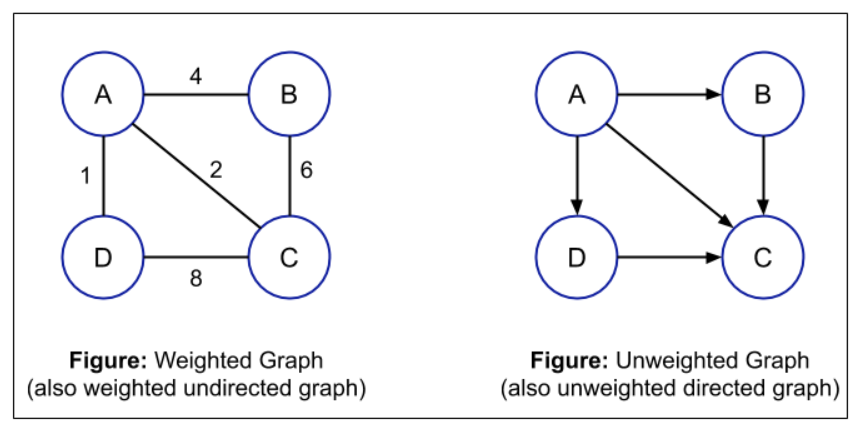 A
4
B
1
2
6
D
8
C
Figure: Weighted Graph
(also weighted undirected graph)
A
B
D
C
Figure: Unweighted Graph
(also unweighted directed graph)